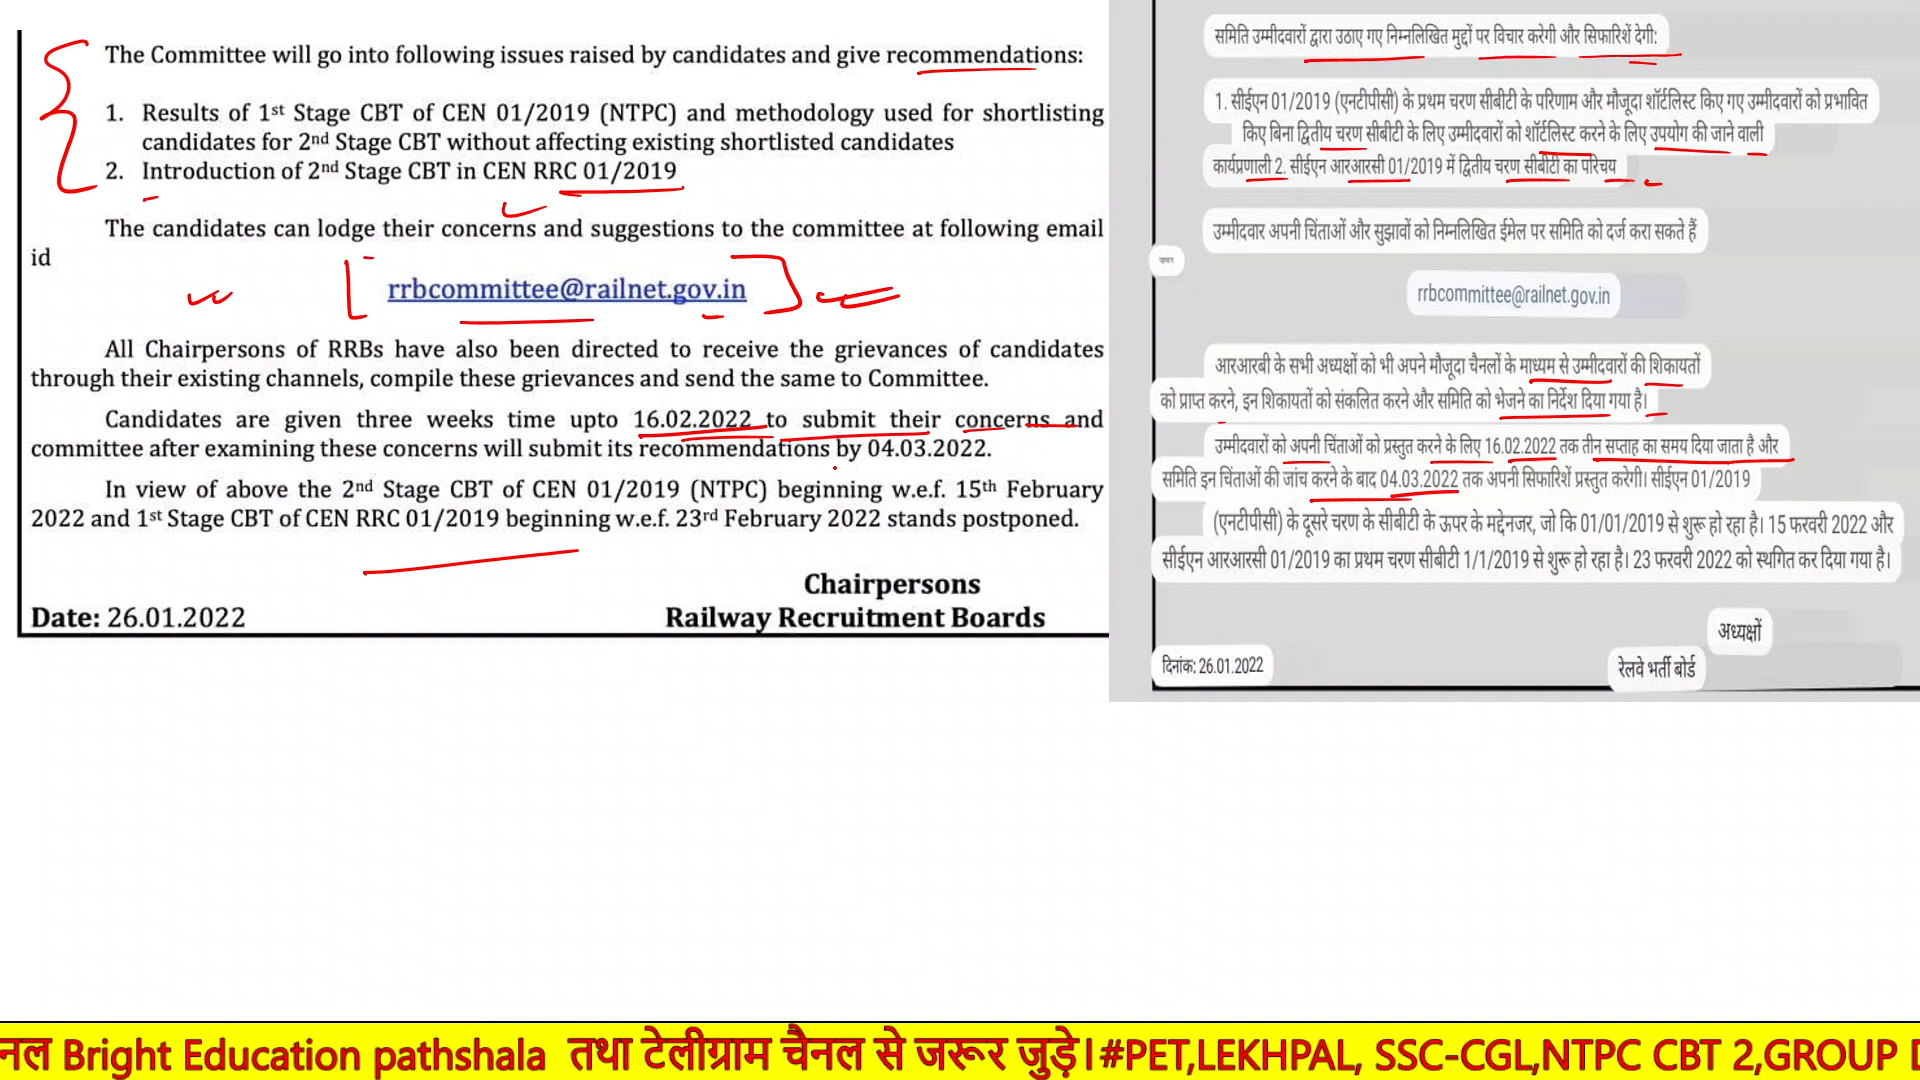 The Committee will go into following issues raised by candidates and give recommendations:
1. Results of 1st Stage CBT of CEN 01/2019 (NTPC) and methodology used for shortlisting
candidates for 2nd Stage CBT without affecting existing shortlisted candidates
2. Introduction of 2nd Stage CBT in CEN RRC 01/2019
The candidates can lodge their concerns and suggestions to the committee at following email
id
rrbcommittee@railnet.gov.in
All Chairpersons of RRBs have also been directed to receive the grievances of candidates
through their existing channels, compile these grievances and send the same to Committee.
Candidates are given three weeks time upto 16.02.2022 to submit their concerns and
committee after examining these concerns will submit its recommendations by 04.03.2022.
In view of above the 2nd Stage CBT of CEN 01/2019 (NTPC) beginning w.e.f. 15th February
2022 and 1st Stage CBT of CEN RRC 01/2019 beginning w.e.f. 23rd February 2022 stands postponed.
Chairpersons
Date: 26.01.2022
Railway Recruitment Boards
समिति उम्मीदवारों द्वारा उठाए गए निम्नलिखित मुद्दों पर विचार करेगी और सिफारिशें देगी:
1. सीईएन 01/2019 (एनटीपीसी) के प्रथम चरण सीबीटी के परिणाम और मौजूदा शॉर्टलिस्ट किए गए उम्मीदवारों को प्रभावित
किए बिना द्वितीय चरण सीबीटी के लिए उम्मीदवारों को शॉर्टलिस्ट करने के लिए उपयोग की जाने वाली
कार्यप्रणाली 2. सीईएन आरआरसी 01/2019 में द्वितीय चरण सीबीटी का परिचय
उम्मीदवार अपनी चिंताओं और सुझावों को निम्नलिखित ईमेल पर समिति को दर्ज करा सकते हैं
rrbcommittee@railnet.gov.in
आरआरबी के सभी अध्यक्षों को भी अपने मौजूदा चैनलों के माध्यम से उम्मीदवारों की शिकायतों
को प्राप्त करने, इन शिकायतों को संकलित करने और समिति को भेजने का निर्देश दिया गया है।
उम्मीदवारों को अपनी चिंताओं को प्रस्तुत करने के लिए 16.02.2022 तक तीन सप्ताह का समय दिया जाता है और
समिति इन चिंताओं की जांच करने के बाद 04.03.2022 तक अपनी सिफारिशें प्रस्तुत करेगी। सीईएन 01/2019
(एनटीपीसी) के दूसरे चरण के सीबीटी के ऊपर के मद्देनजर, जो कि 01/01/2019 से शुरू हो रहा है। 15 फरवरी 2022 और
सीईएन आरआरसी 01/2019 का प्रथम चरण सीबीटी 1/1/2019 से शुरू हो रहा है। 23 फरवरी 2022 को स्थगित कर दिया गया है।
अध्यक्षों
दिनांक: 26.01.2022
रेलवे भर्ती बोर्ड
नल Bright Education pathshala तथा टेलीग्राम चैनल से जरूर जुड़े।#PET,LEKHPAL, SSC-CGL,NTPC CBT 2,GROUP D